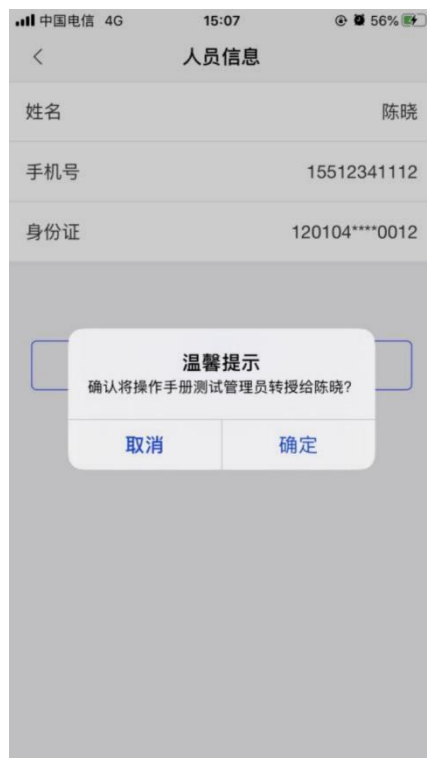 中国电信 4G 15:07 56%
人员信息
姓名 陈晓
手机号 15512341112
身份证 120104****0012
温馨提示
确认将操作手册测试管理员转授给陈晓?
取消 确定